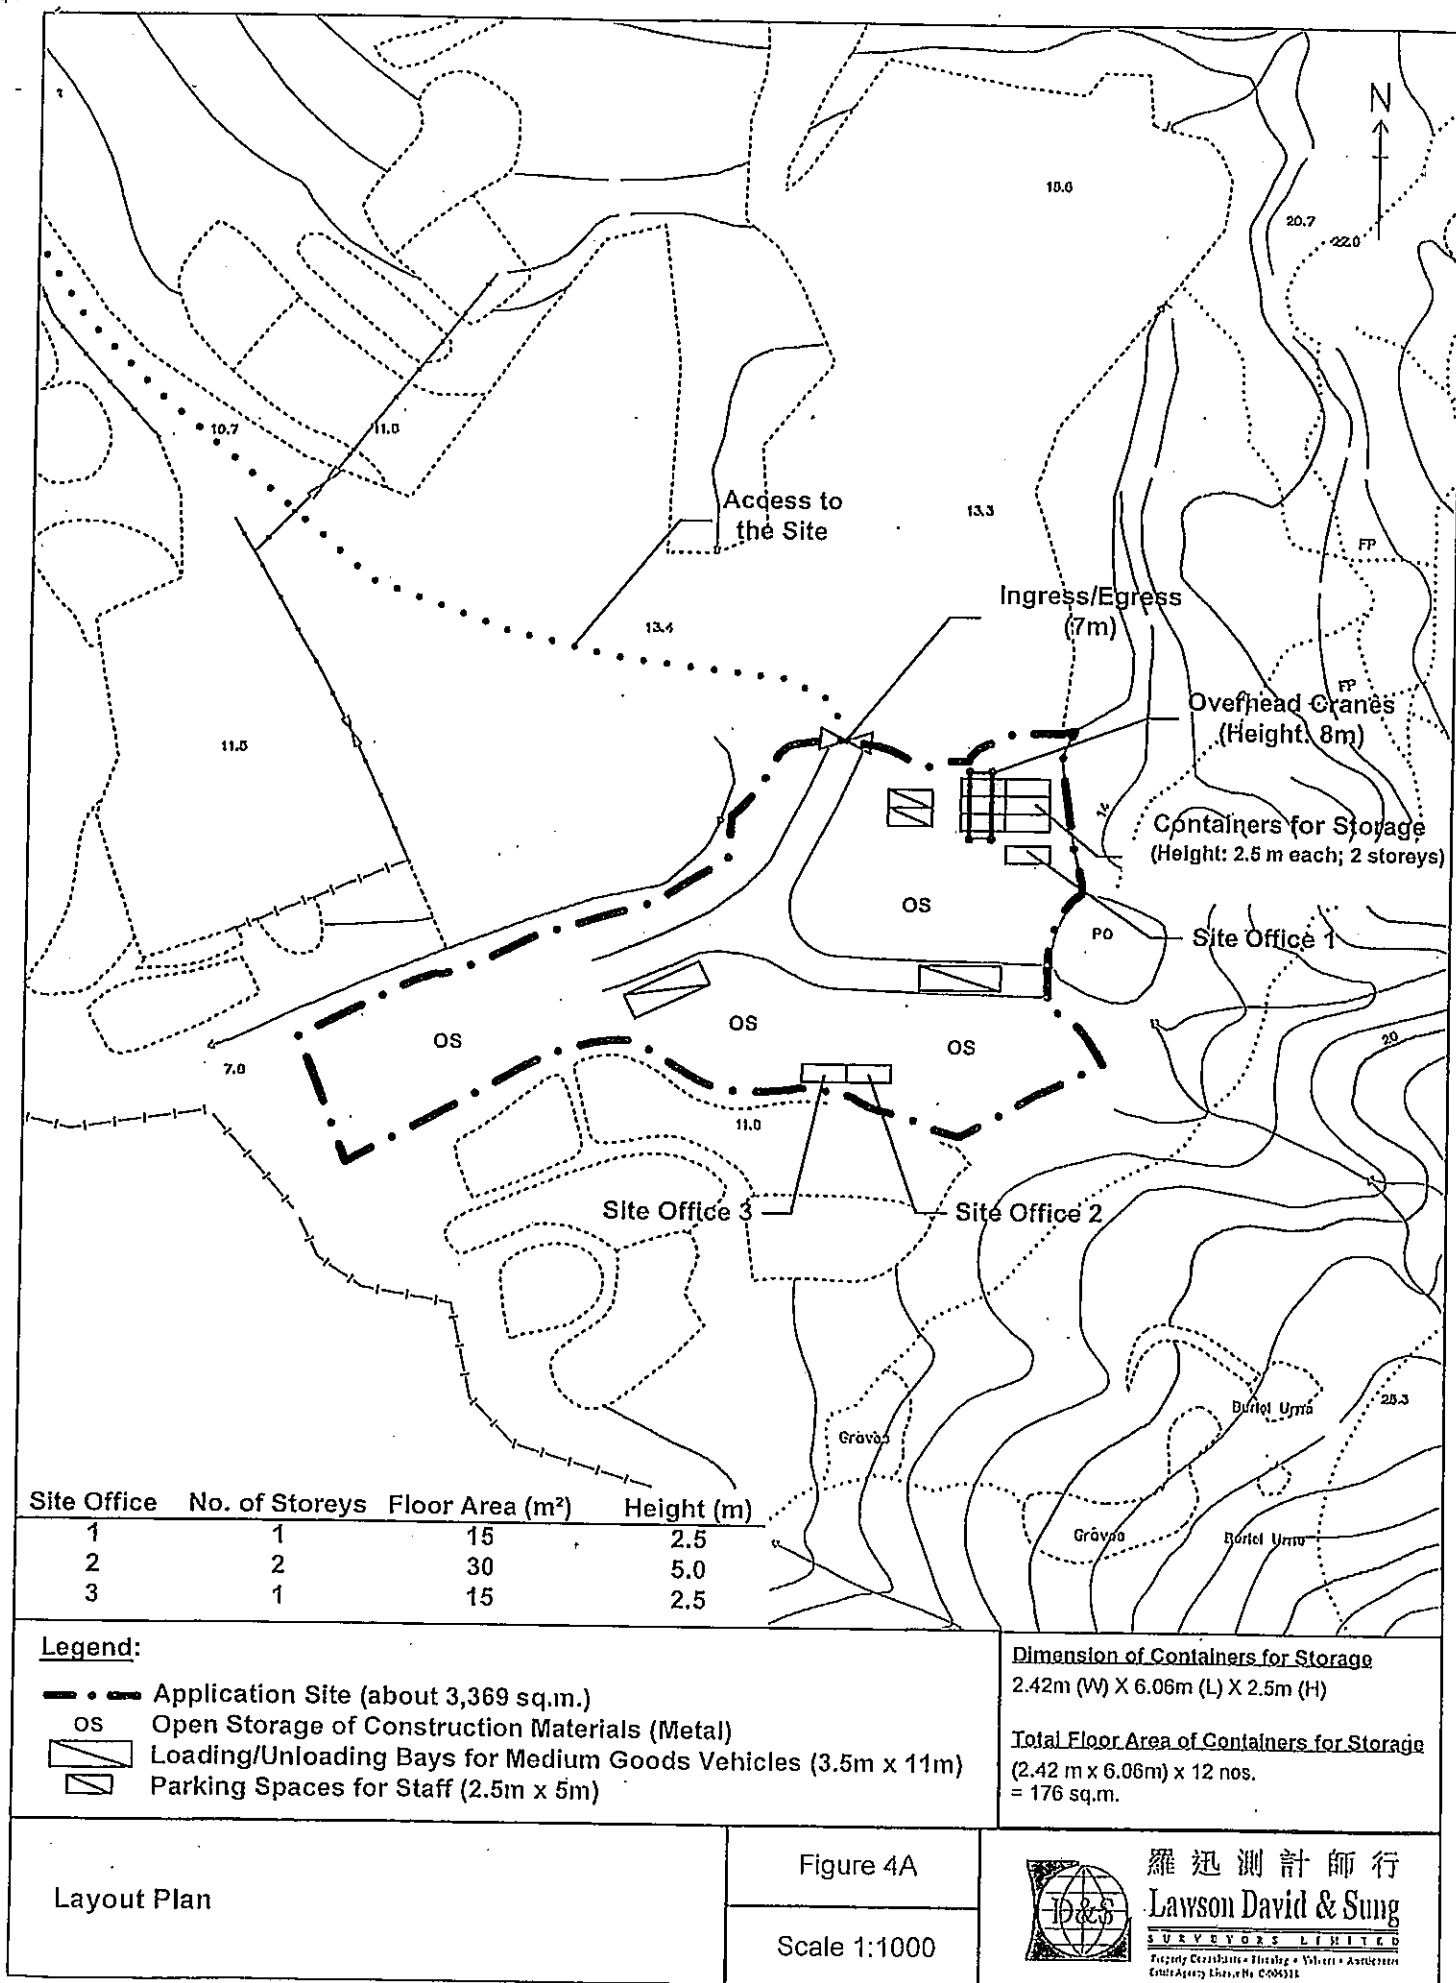 N
15.6
20.7
22.0
10.7
11.0
Access to
the Site
13.3
FP
Ingress/Egress
(7m)
13.4
FP
Overhead Cranes
(Height: 8m)
11.5
14
Containers for Storage
(Height: 2.5 m each; 2 storeys)
OS
PO
Site Office 1
OS
OS
OS
20
7.0
11.0
Site Office 3
Site Office 2
Burial Urns
25.3
Graves
Graves
Burial Urns
Site Office No. of Storeys Floor Area (m²) Height (m)
1 1 15 2.5
2 2 30 5.0
3 1 15 2.5
Legend:
Application Site (about 3,369 sq.m.)
OS Open Storage of Construction Materials (Metal)
Loading/Unloading Bays for Medium Goods Vehicles (3.5m x 11m)
Parking Spaces for Staff (2.5m x 5m)
Dimension of Containers for Storage
2.42m (W) X 6.06m (L) X 2.5m (H)
Total Floor Area of Containers for Storage
(2.42 m x 6.06m) x 12 nos.
= 176 sq.m.
Layout Plan
Figure 4A
Scale 1:1000
D&S
羅迅測計師行
Lawson David & Sung
SURVEYORS LIMITED